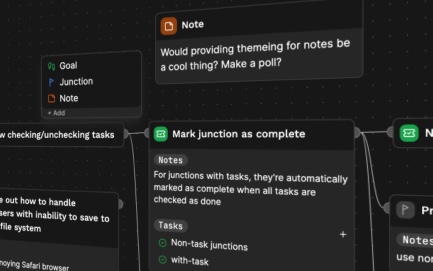 Note
Would providing themeing for notes be
a cool thing? Make a poll?
Goal
Junction
Note
+ Add
checking/unchecking tasks
Mark junction as complete
Notes
For junctions with tasks, they're automatically
marked as complete when all tasks are
checked as done
Tasks
+
Non-task junctions
with-task
out how to handle
with inability to save to
file system
Safari browser
Notes
use